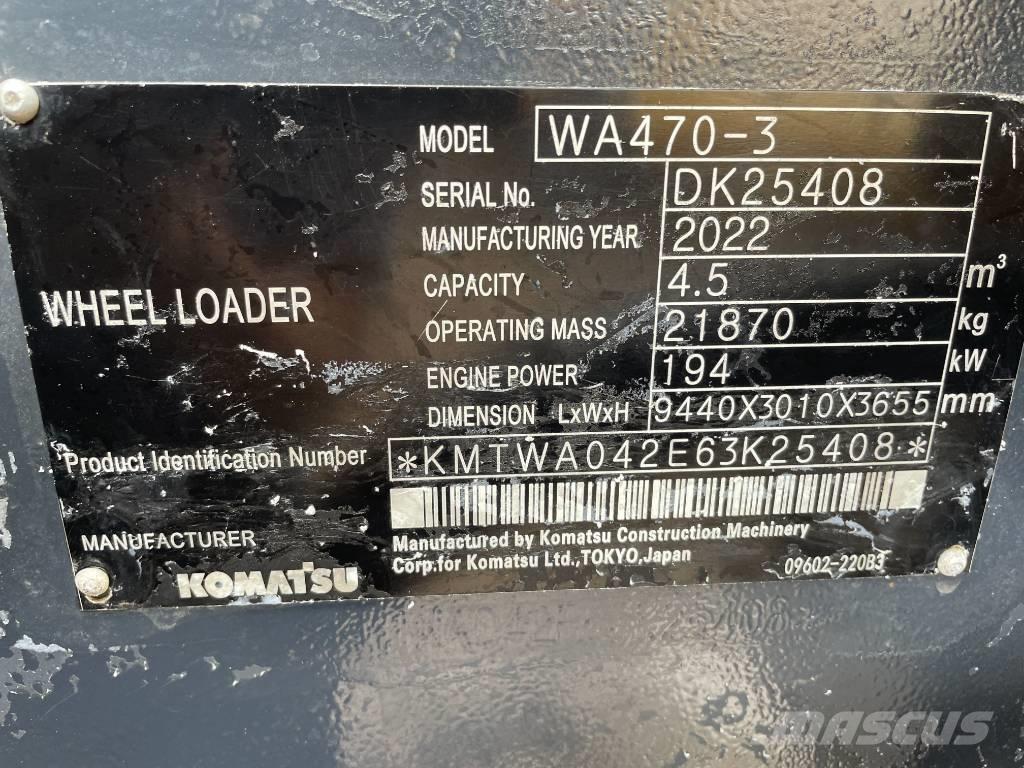 MODEL WA470-3
SERIAL No. DK25408
MANUFACTURING YEAR 2022
CAPACITY 4.5 m³
WHEEL LOADER
OPERATING MASS 21870 kg
ENGINE POWER 194 kW
DIMENSION LxWxH 9440X3010X3655 mm
Product Identification Number *KMTWA042E63K25408*
MANUFACTURER
KOMATSU
Manufactured by Komatsu Construction Machinery
Corp.for Komatsu Ltd.,TOKYO,Japan
09602-220B3
MASCUS